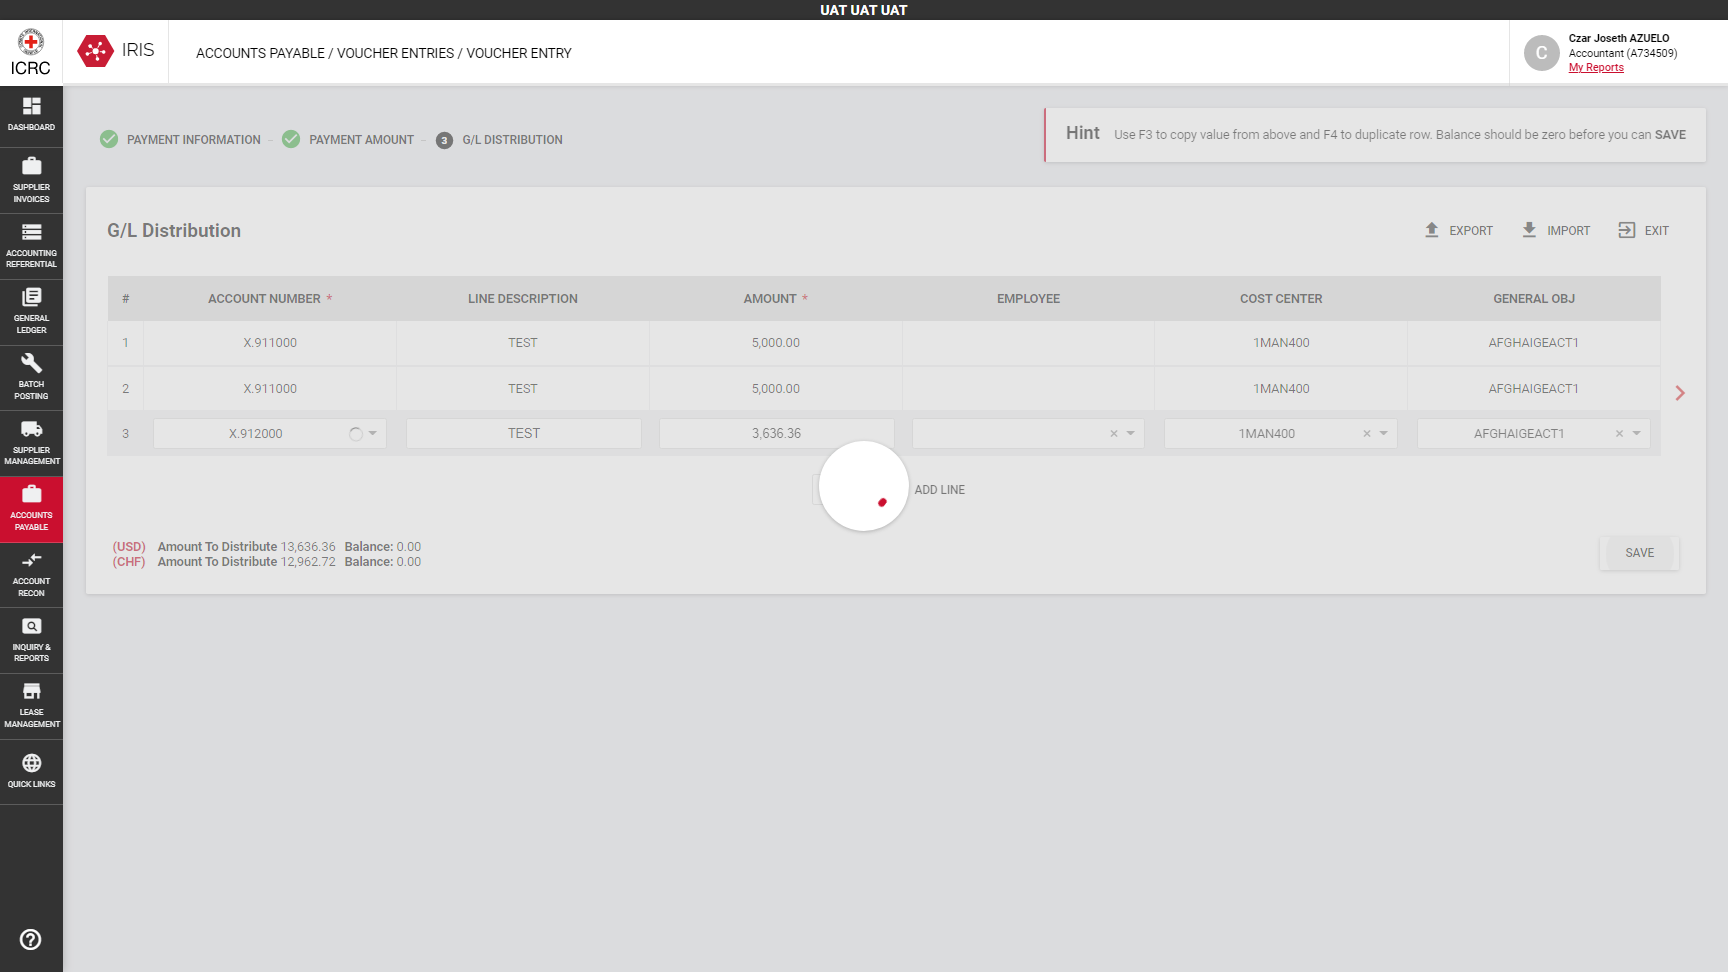 UAT UAT UAT
ICRC
IRIS
ACCOUNTS PAYABLE / VOUCHER ENTRIES / VOUCHER ENTRY
C
Czar Joseth AZUELO
Accountant (A734509)
My Reports
DASHBOARD
SUPPLIER
INVOICES
ACCOUNTING
REFERENTIAL
GENERAL
LEDGER
BATCH
POSTING
SUPPLIER
MANAGEMENT
ACCOUNTS
PAYABLE
ACCOUNT
RECON
INQUIRY &
REPORTS
LEASE
MANAGEMENT
QUICK LINKS
PAYMENT INFORMATION
PAYMENT AMOUNT
3 G/L DISTRIBUTION
Hint Use F3 to copy value from above and F4 to duplicate row. Balance should be zero before you can SAVE
G/L Distribution
EXPORT IMPORT EXIT
# ACCOUNT NUMBER * LINE DESCRIPTION AMOUNT * EMPLOYEE COST CENTER GENERAL OBJ
1 X.911000 TEST 5,000.00 1MAN400 AFGHAIGEACT1
2 X.911000 TEST 5,000.00 1MAN400 AFGHAIGEACT1
3 X.912000 TEST 3,636.36 1MAN400 AFGHAIGEACT1
ADD LINE
(USD) Amount To Distribute 13,636.36 Balance: 0.00
(CHF) Amount To Distribute 12,962.72 Balance: 0.00
SAVE